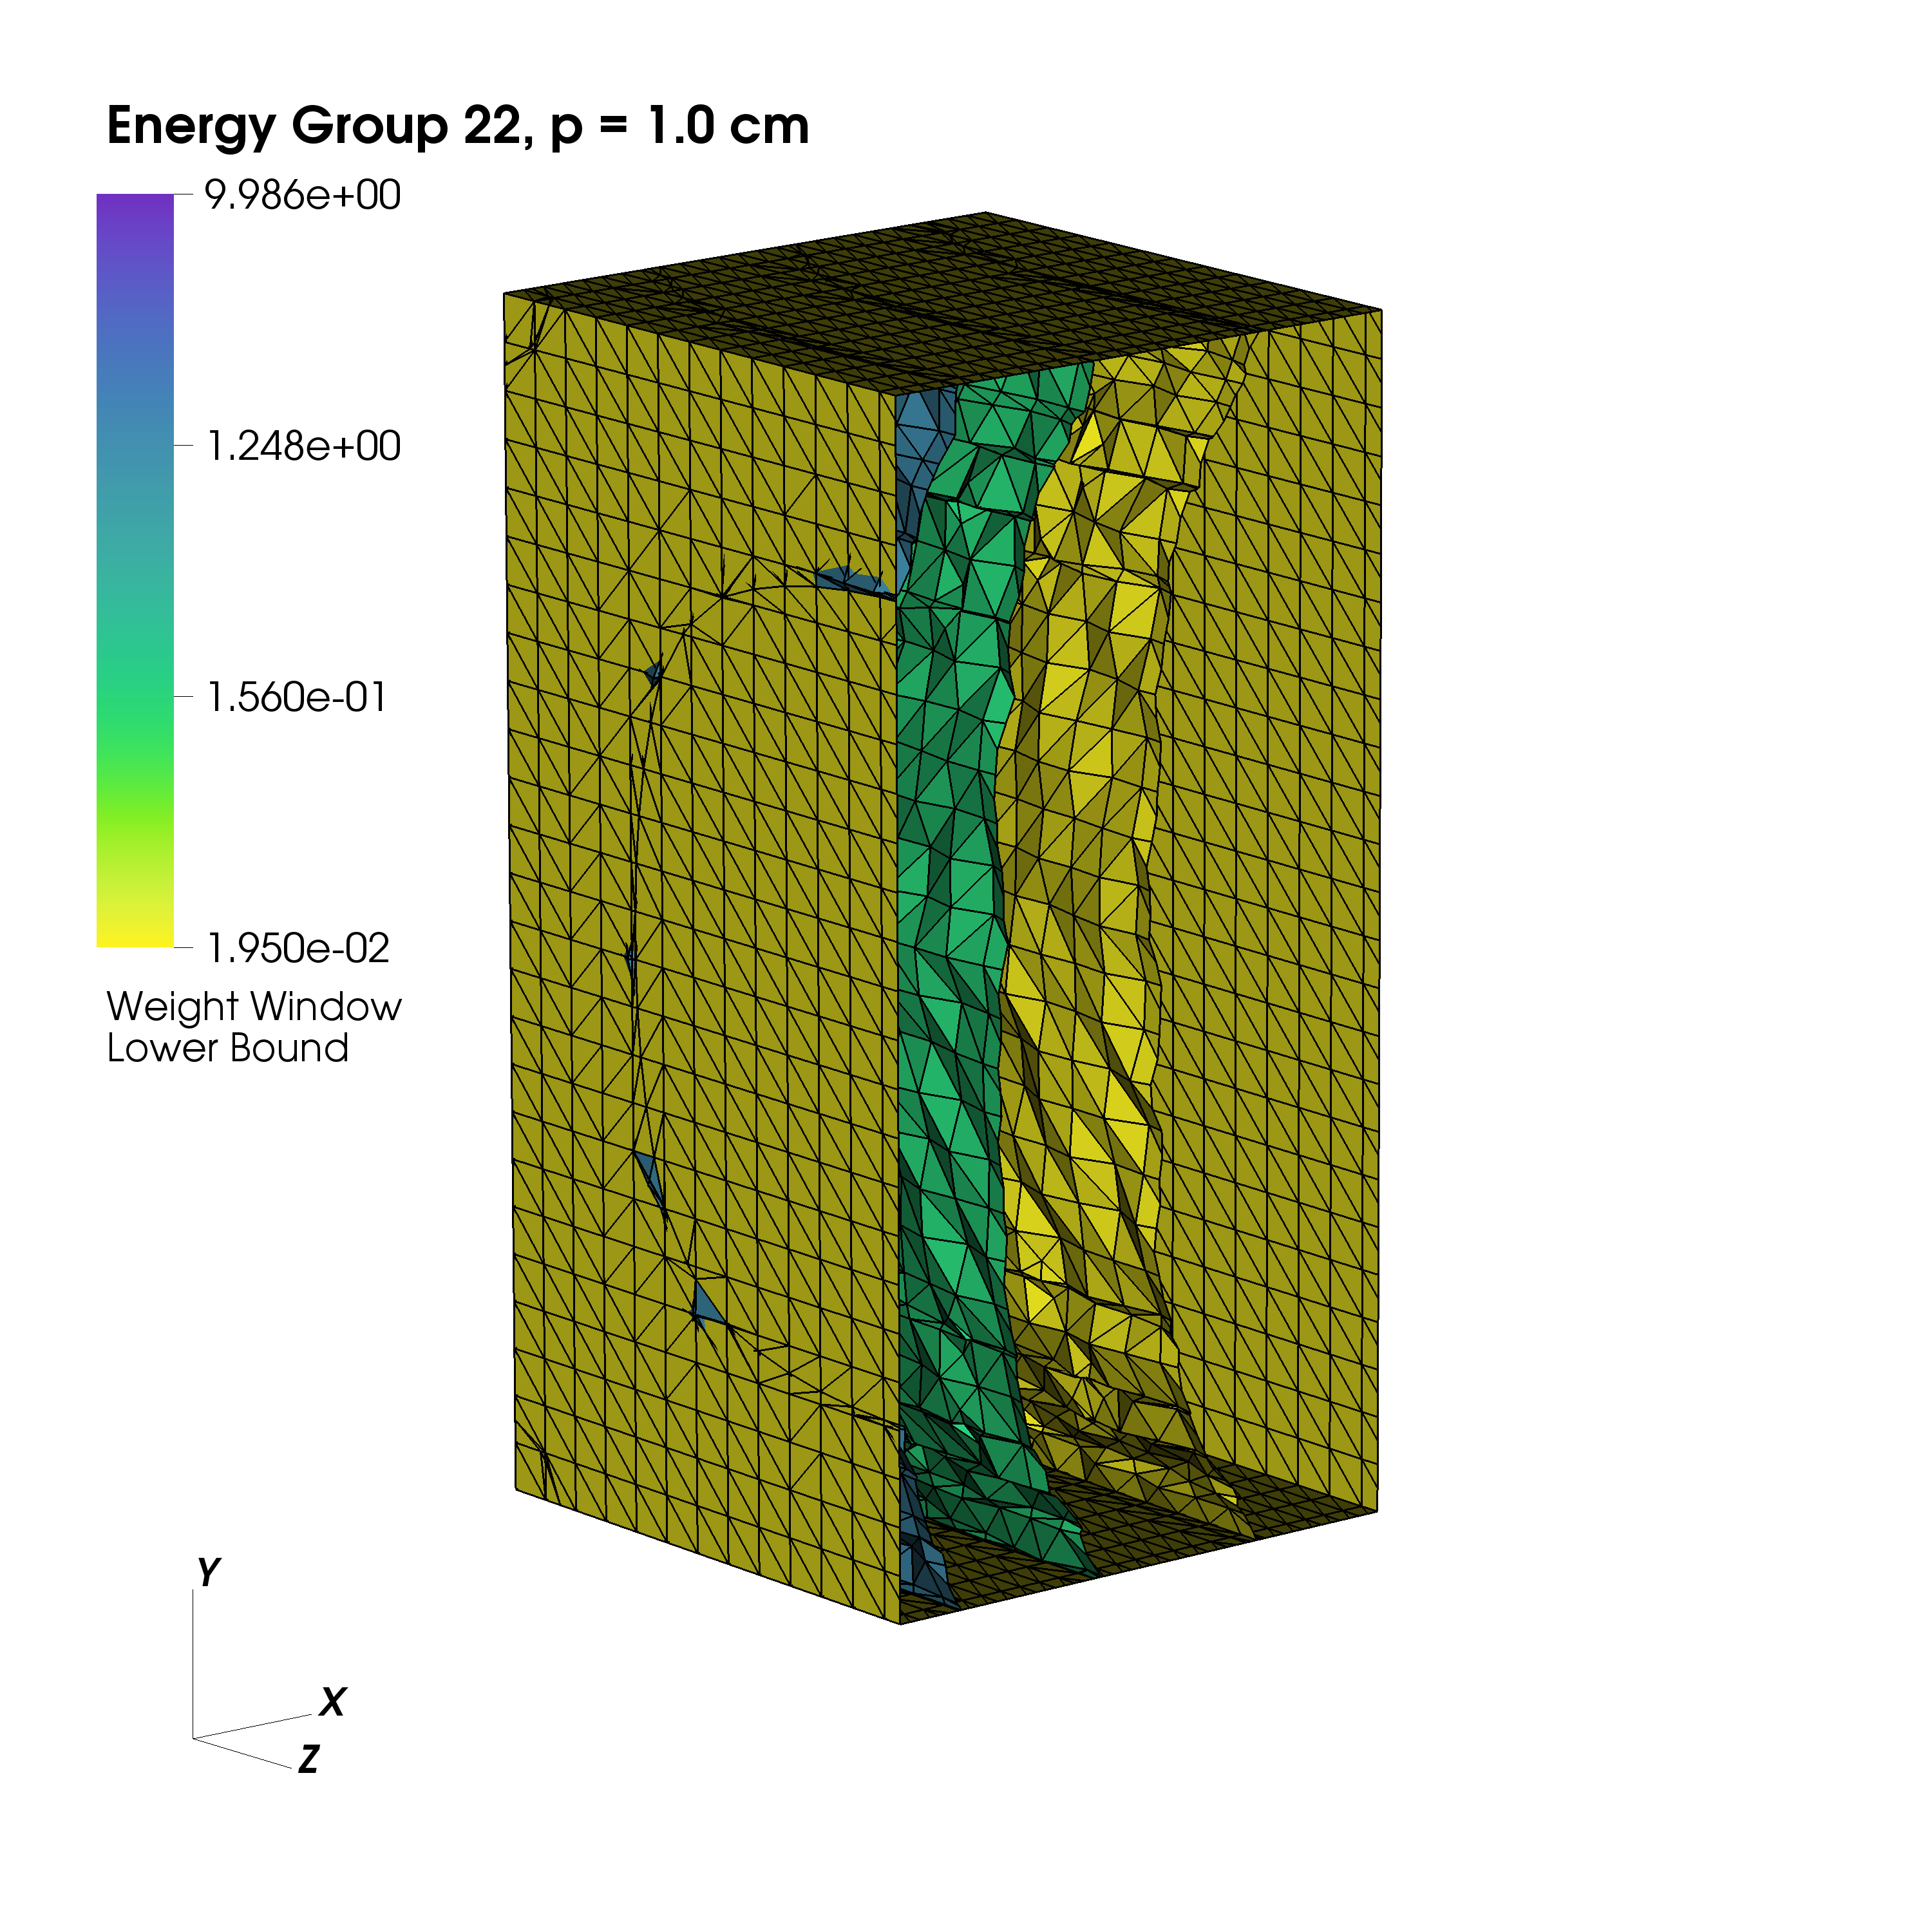 Energy Group 22, p = 1.0 cm
9.986e+00
1.248e+00
1.560e-01
1.950e-02
Weight Window
Lower Bound
Y
X
Z